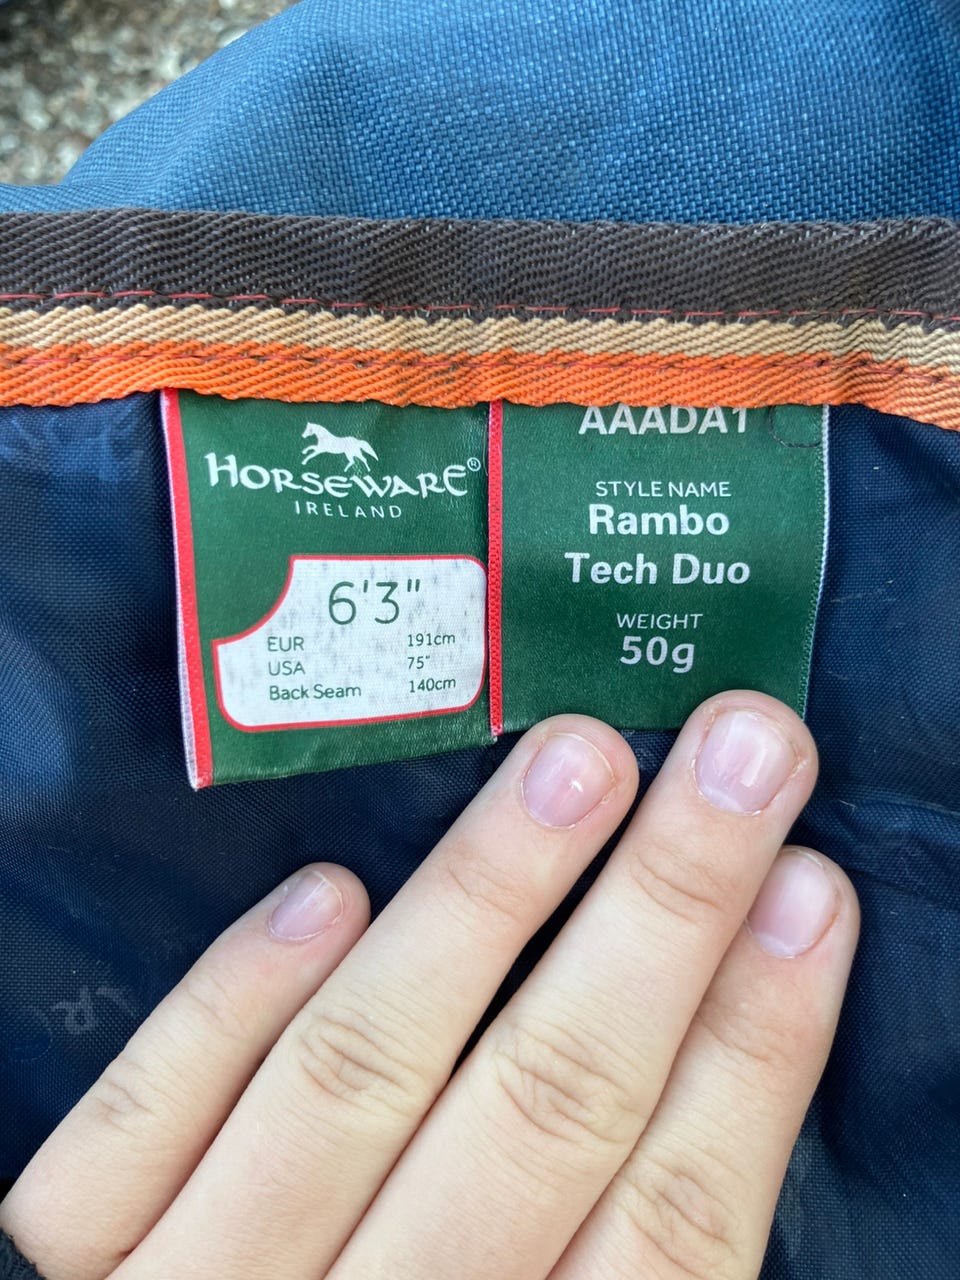 HORSEWARE®
IRELAND
6'3"
EUR 191cm
USA 75"
Back Seam 140cm
AAADA1
STYLE NAME
Rambo
Tech Duo
WEIGHT
50g